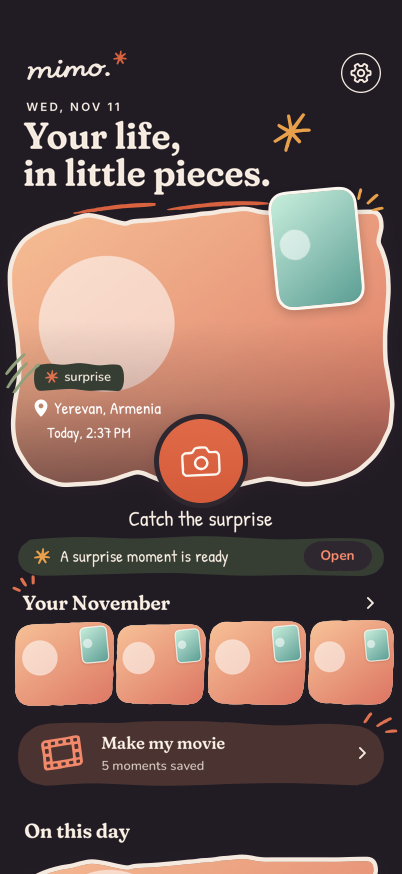 mimo.
WED, NOV 11
Your life,
in little pieces.
surprise
Yerevan, Armenia
Today, 2:37 PM
Catch the surprise
A surprise moment is ready
Open
Your November
Make my movie
5 moments saved
On this day